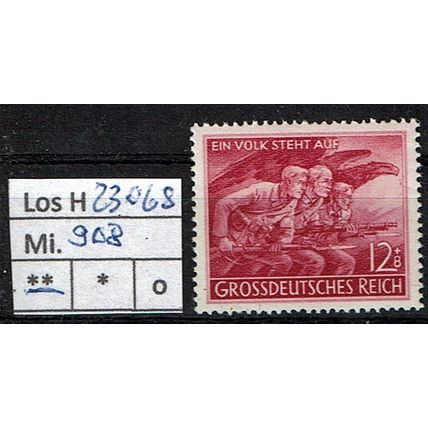 Los H 23068
Mi. 908
** * o
EIN VOLK STEHT AUF
12+8
GROSSDEUTSCHES REICH